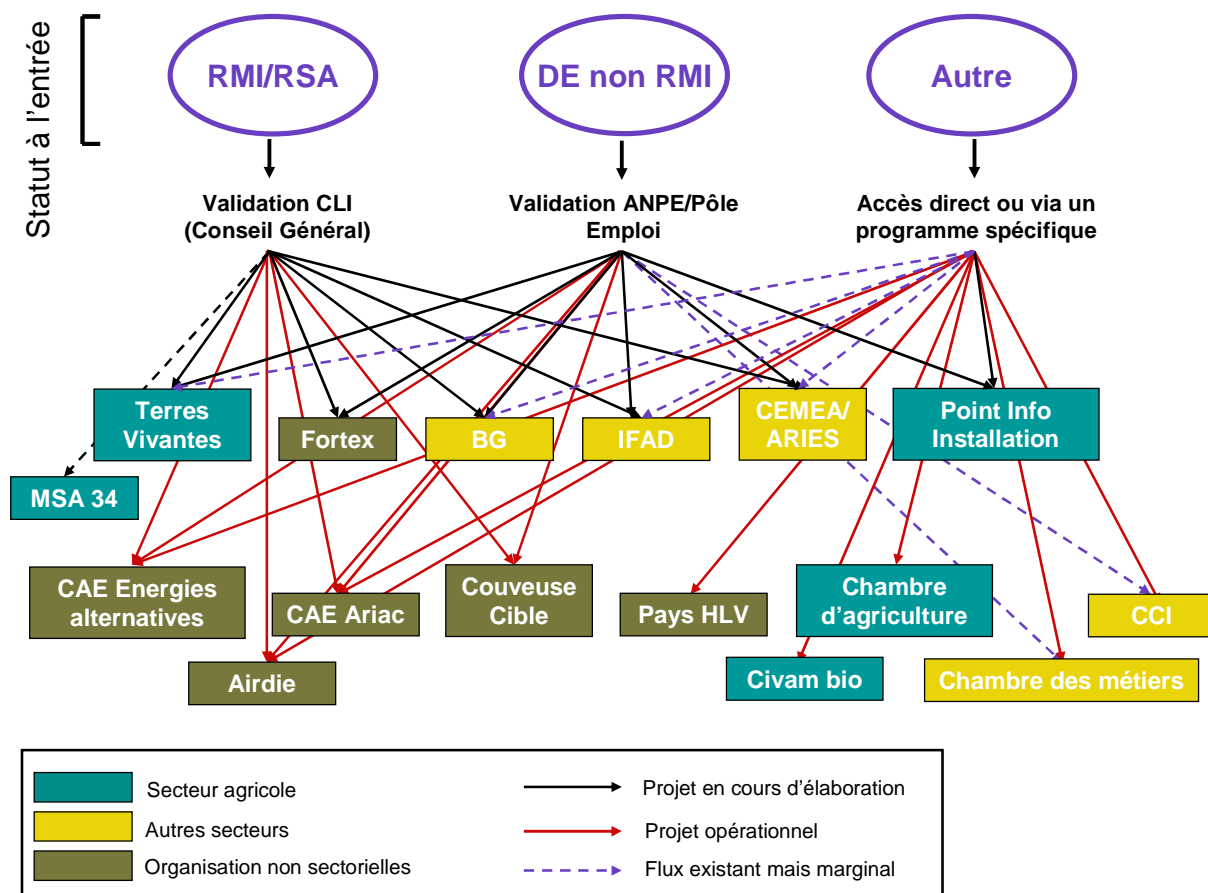 Statut à l'entrée
RMI/RSA
DE non RMI
Autre
Validation CLI
(Conseil Général)
Validation ANPE/Pôle
Emploi
Accès direct ou via un
programme spécifique
Terres
Vivantes
Fortex
BG
IFAD
CEMEA/
ARIES
Point Info
Installation
MSA 34
CAE Energies
alternatives
CAE Ariac
Couveuse
Cible
Pays HLV
Chambre
d'agriculture
CCI
Airdie
Civam bio
Chambre des métiers
Secteur agricole
Autres secteurs
Organisation non sectorielles
Projet en cours d'élaboration
Projet opérationnel
Flux existant mais marginal